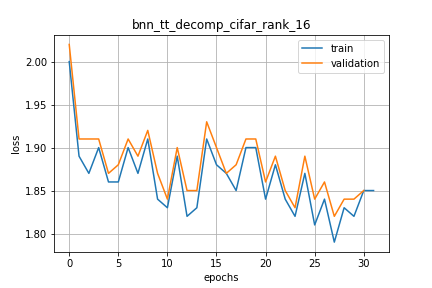 bnn_tt_decomp_cifar_rank_16
train
validation
loss
2.00
1.95
1.90
1.85
1.80
0 5 10 15 20 25 30
epochs